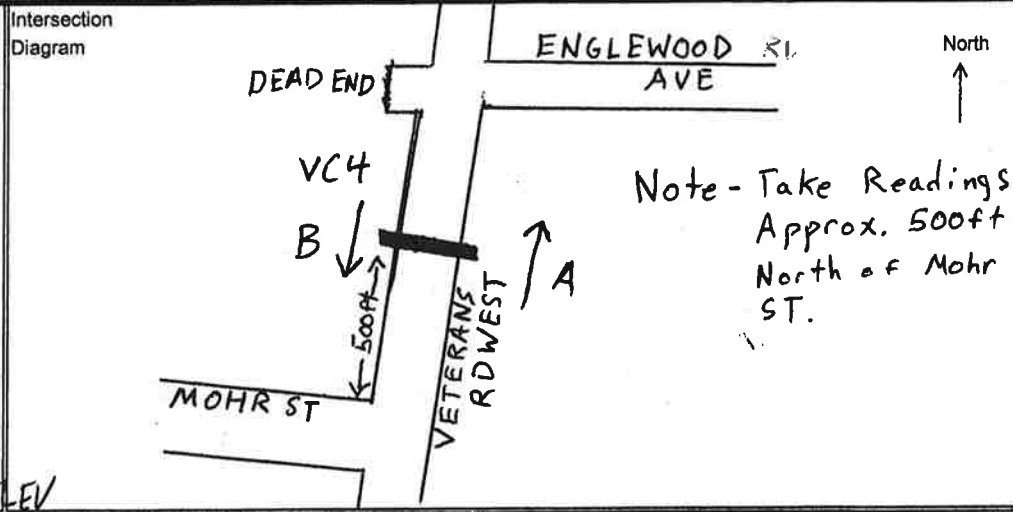 Intersection
Diagram
ENGLEWOOD
AVE
North
DEAD END
VC4
B
A
Note - Take Readings
Approx. 500ft
North of Mohr
ST.
500ft
VETERANS
RD WEST
MOHR ST
LEV